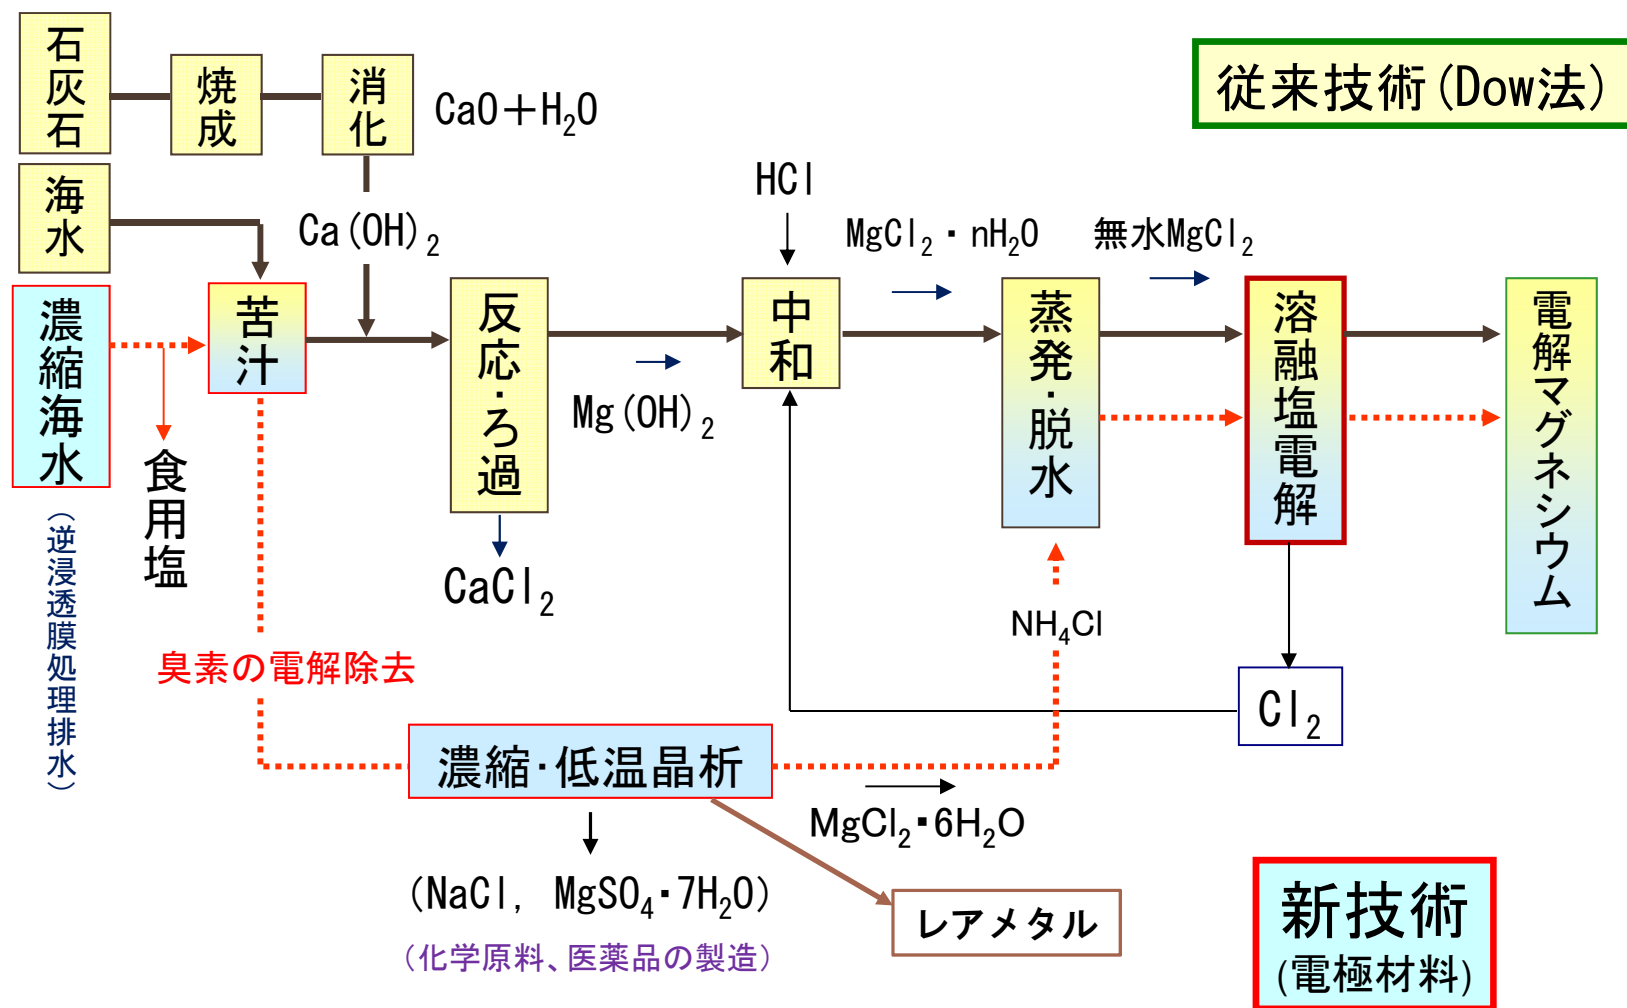 石灰石
焼成
消化
CaO＋H₂O
従来技術(Dow法)
海水
Ca(OH)₂
HCl
MgCl₂・nH₂O
無水MgCl₂
濃縮海水
苦汁
反応・ろ過
中和
蒸発・脱水
溶融塩電解
電解マグネシウム
Mg(OH)₂
食用塩
(逆浸透膜処理排水)
CaCl₂
NH₄Cl
臭素の電解除去
Cl₂
濃縮・低温晶析
MgCl₂・6H₂O
(NaCl, MgSO₄・7H₂O)
(化学原料、医薬品の製造)
レアメタル
新技術
(電極材料)